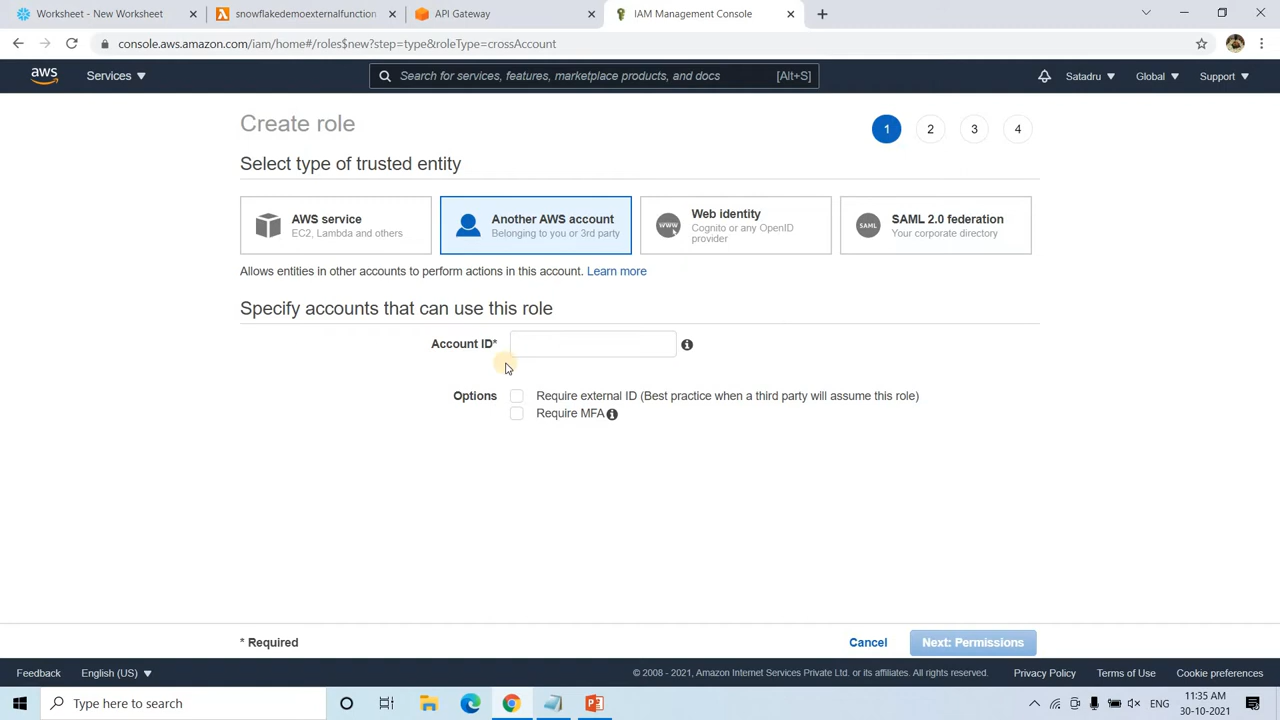 Worksheet - New Worksheet
snowflakedemoexternalfunction
API Gateway
IAM Management Console
console.aws.amazon.com/iam/home#/roles$new?step=type&roleType=crossAccount
aws
Services
Search for services, features, marketplace products, and docs
[Alt+S]
Satadru
Global
Support
Create role
1
2
3
4
Select type of trusted entity
AWS service
EC2, Lambda and others
Another AWS account
Belonging to you or 3rd party
www
Web identity
Cognito or any OpenID
provider
SAML
SAML 2.0 federation
Your corporate directory
Allows entities in other accounts to perform actions in this account. Learn more
Specify accounts that can use this role
Account ID*
Options
Require external ID (Best practice when a third party will assume this role)
Require MFA
* Required
Cancel
Next: Permissions
Feedback
English (US)
© 2008 - 2021, Amazon Internet Services Private Ltd. or its affiliates. All rights reserved.
Privacy Policy
Terms of Use
Cookie preferences
Type here to search
ENG
11:35 AM
30-10-2021